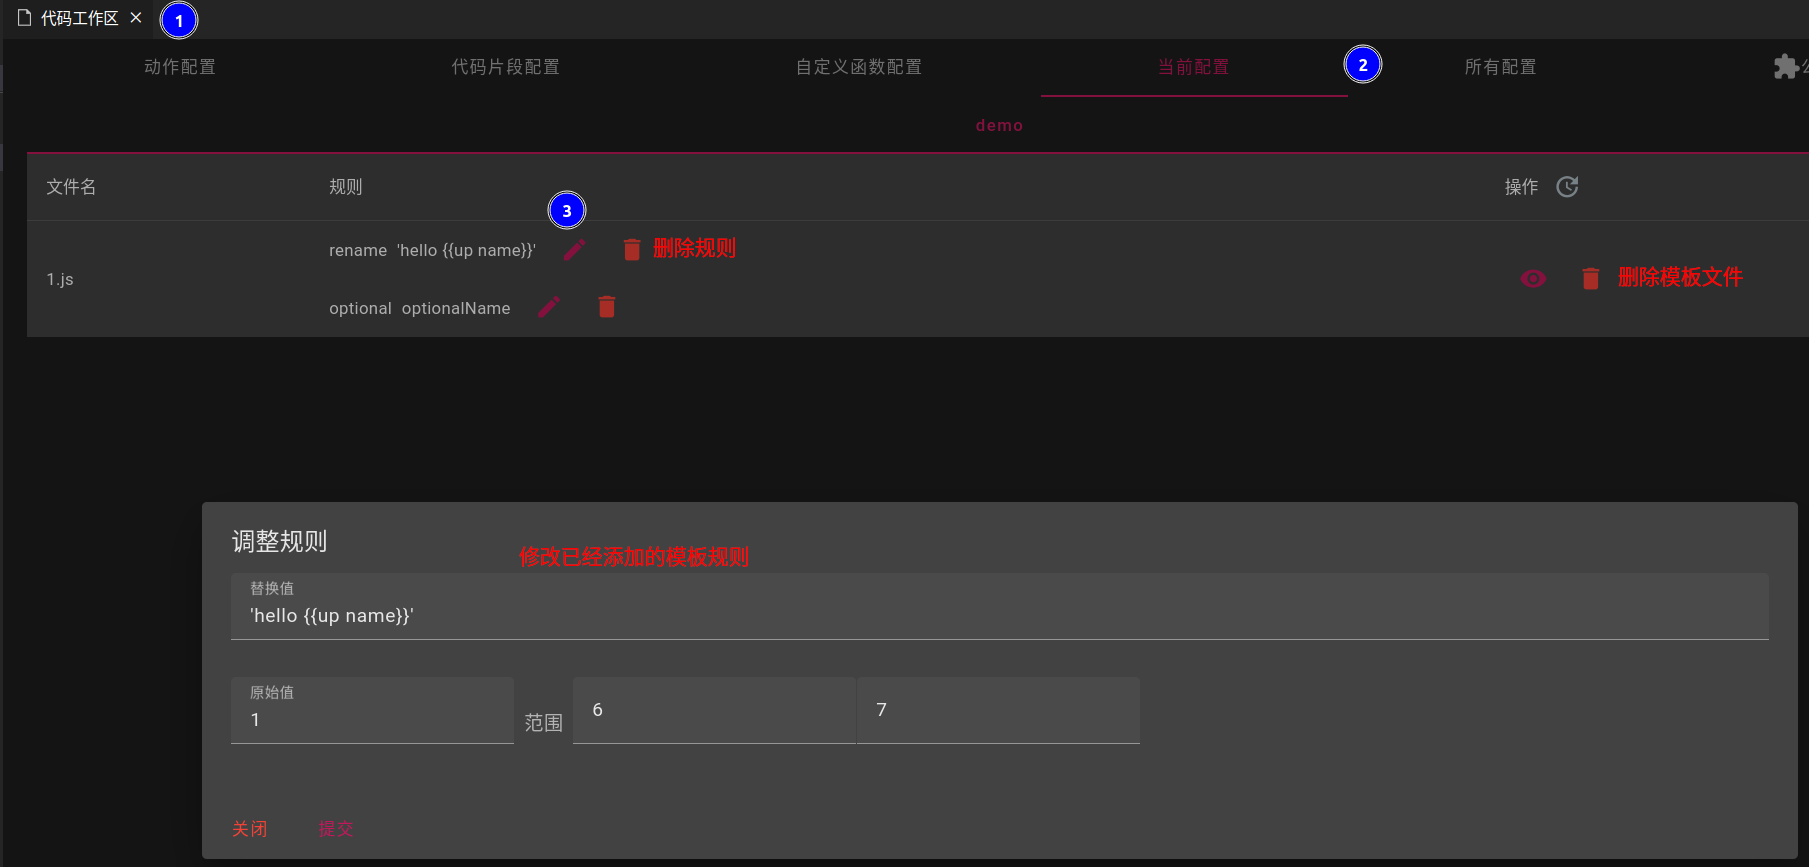 代码工作区 1
动作配置 代码片段配置 自定义函数配置 当前配置 2 所有配置
demo
文件名 规则 操作
3
rename 'hello {{up name}}' 删除规则
1.js 删除模板文件
optional optionalName
调整规则
修改已经添加的模板规则
替换值
'hello {{up name}}'
原始值
1 范围 6 7
关闭 提交